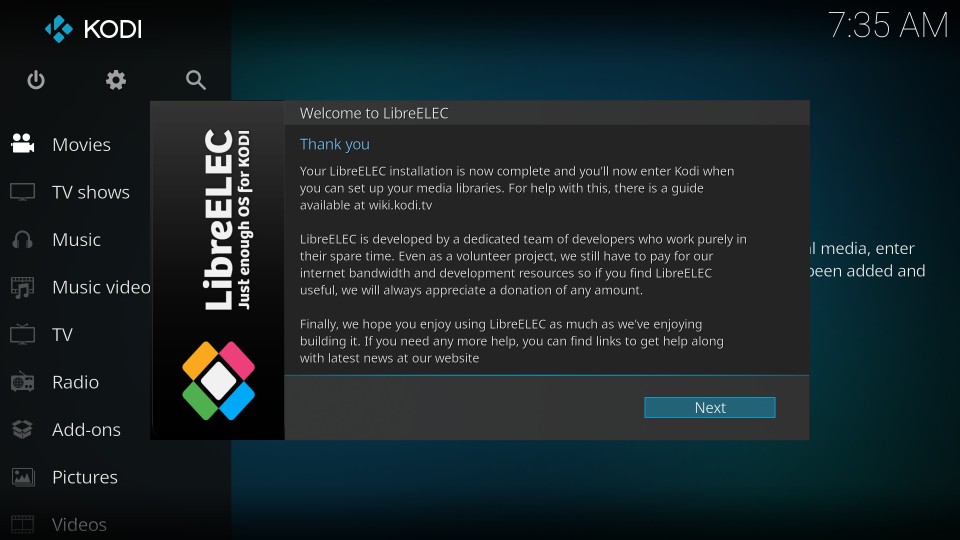 KODI
7:35 AM
Movies
TV shows
Music
Music video
TV
Radio
Add-ons
Pictures
Videos
LibreELEC
Just enough OS for KODI
Welcome to LibreELEC
Thank you
Your LibreELEC installation is now complete and you'll now enter Kodi when
you can set up your media libraries. For help with this, there is a guide
available at wiki.kodi.tv
LibreELEC is developed by a dedicated team of developers who work purely in
their spare time. Even as a volunteer project, we still have to pay for our
internet bandwidth and development resources so if you find LibreELEC
useful, we will always appreciate a donation of any amount.
Finally, we hope you enjoy using LibreELEC as much as we've enjoying
building it. If you need any more help, you can find links to get help along
with latest news at our website
Next
media, enter
been added and